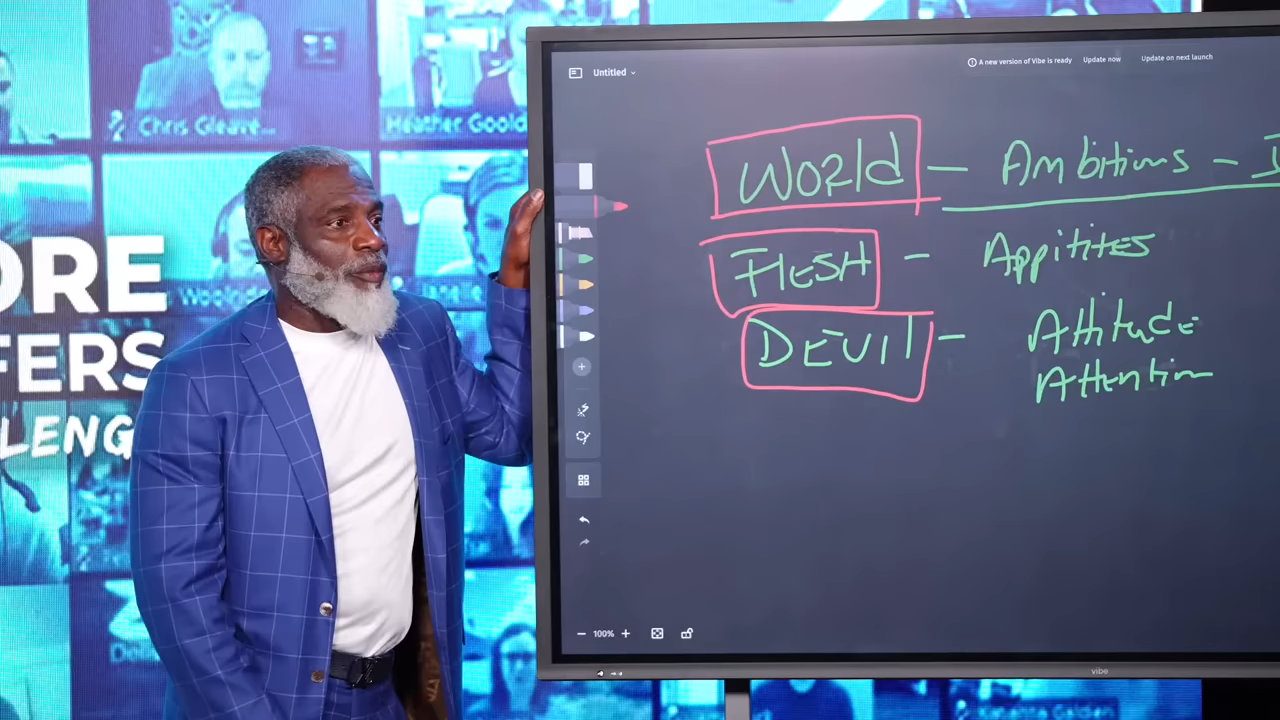 Chris Gleave...
Heather Goold
ORE
FERS
LENG
Untitled
A new version of Vibe is ready Update now Update on next launch
World — Ambitions -
FlESH - Appitites
DEVIl - Attitude
Attention
100%
vibe